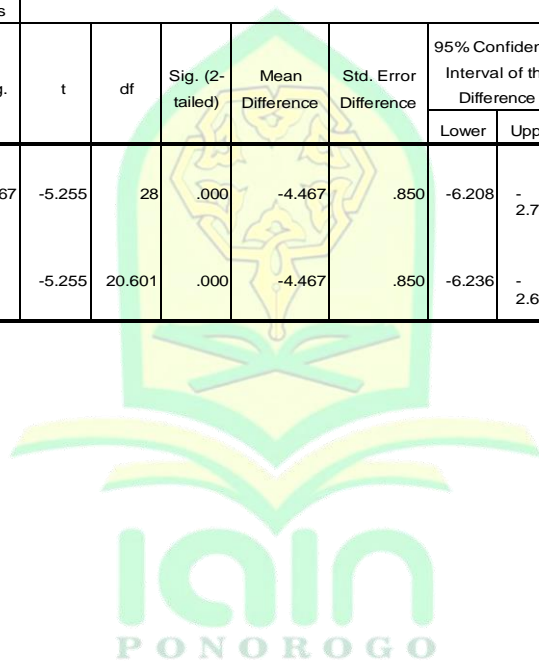 s
g.
t
df
Sig. (2-
tailed)
Mean
Difference
Std. Error
Difference
95% Confiden
Interval of th
Difference
Lower
Upp
67
-5.255
28
.000
-4.467
.850
-6.208
-
2.7
-5.255
20.601
.000
-4.467
.850
-6.236
-
2.6
iain
PONOROGO